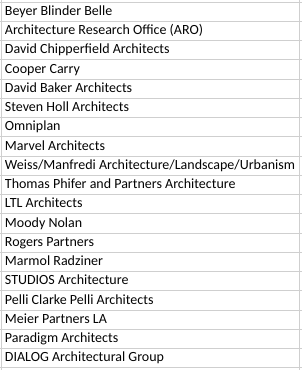 Beyer Blinder Belle
Architecture Research Office (ARO)
David Chipperfield Architects
Cooper Carry
David Baker Architects
Steven Holl Architects
Omniplan
Marvel Architects
Weiss/Manfredi Architecture/Landscape/Urbanism
Thomas Phifer and Partners Architecture
LTL Architects
Moody Nolan
Rogers Partners
Marmol Radziner
STUDIOS Architecture
Pelli Clarke Pelli Architects
Meier Partners LA
Paradigm Architects
DIALOG Architectural Group